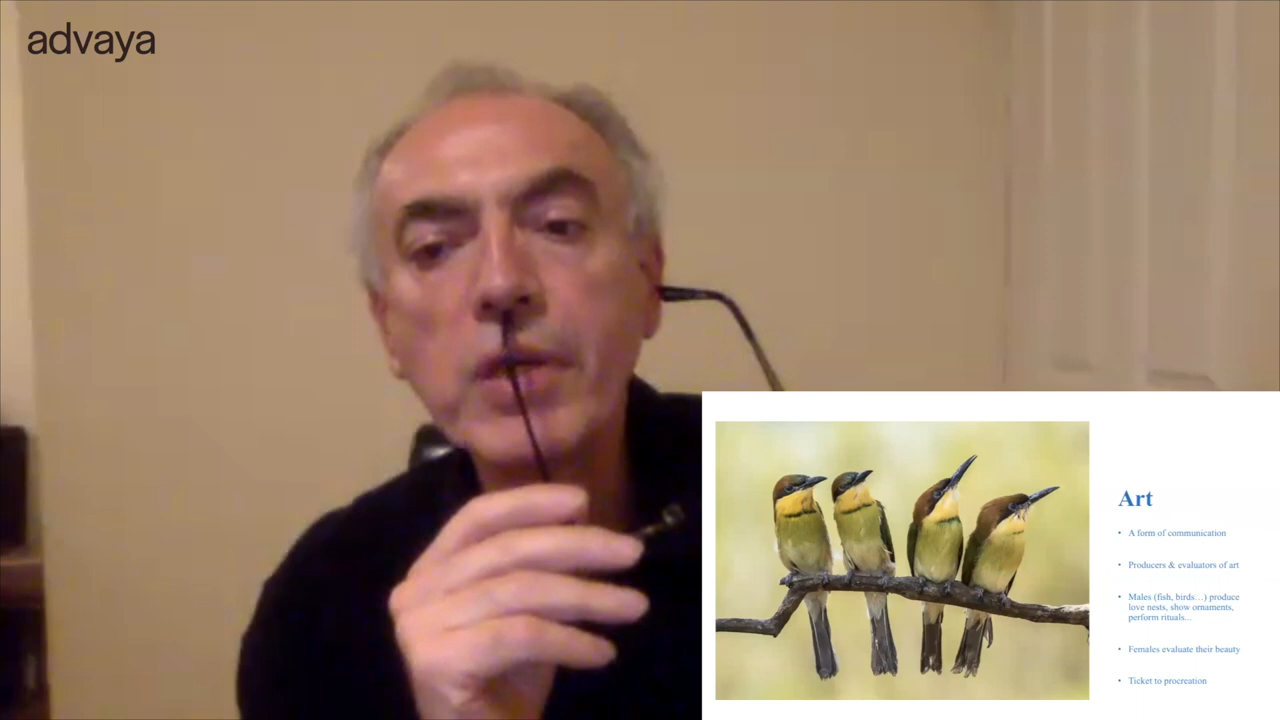 advaya
Art
• A form of communication
• Producers & evaluators of art
• Males (fish, birds…) produce
love nests, show ornaments,
perform rituals...
• Females evaluate their beauty
• Ticket to procreation